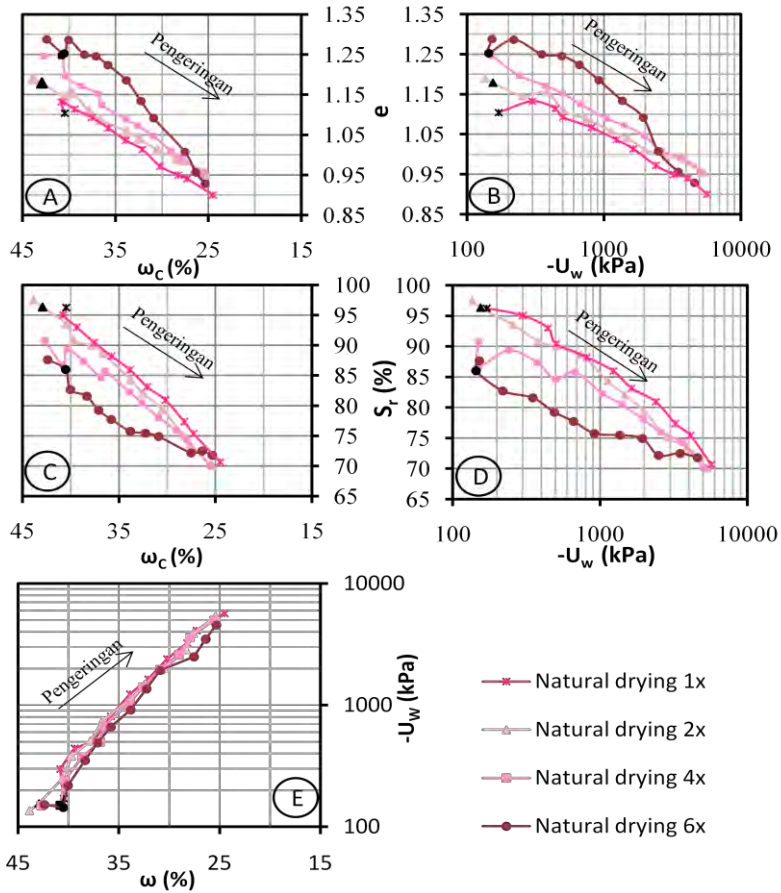 1.35
1.25
1.15
1.05
0.95
0.85
e
Pengeringan
A
45
35
25
15
ωC (%)
1.35
1.25
1.15
1.05
0.95
0.85
Pengeringan
B
100
1000
10000
-Uw (kPa)
100
95
90
85
80
75
70
65
Sr (%)
Pengeringan
C
45
35
25
15
ωC (%)
100
95
90
85
80
75
70
65
Pengeringan
D
100
1000
10000
-Uw (kPa)
10000
1000
100
-UW (kPa)
Pengeringan
E
45
35
25
15
ω (%)
Natural drying 1x
Natural drying 2x
Natural drying 4x
Natural drying 6x